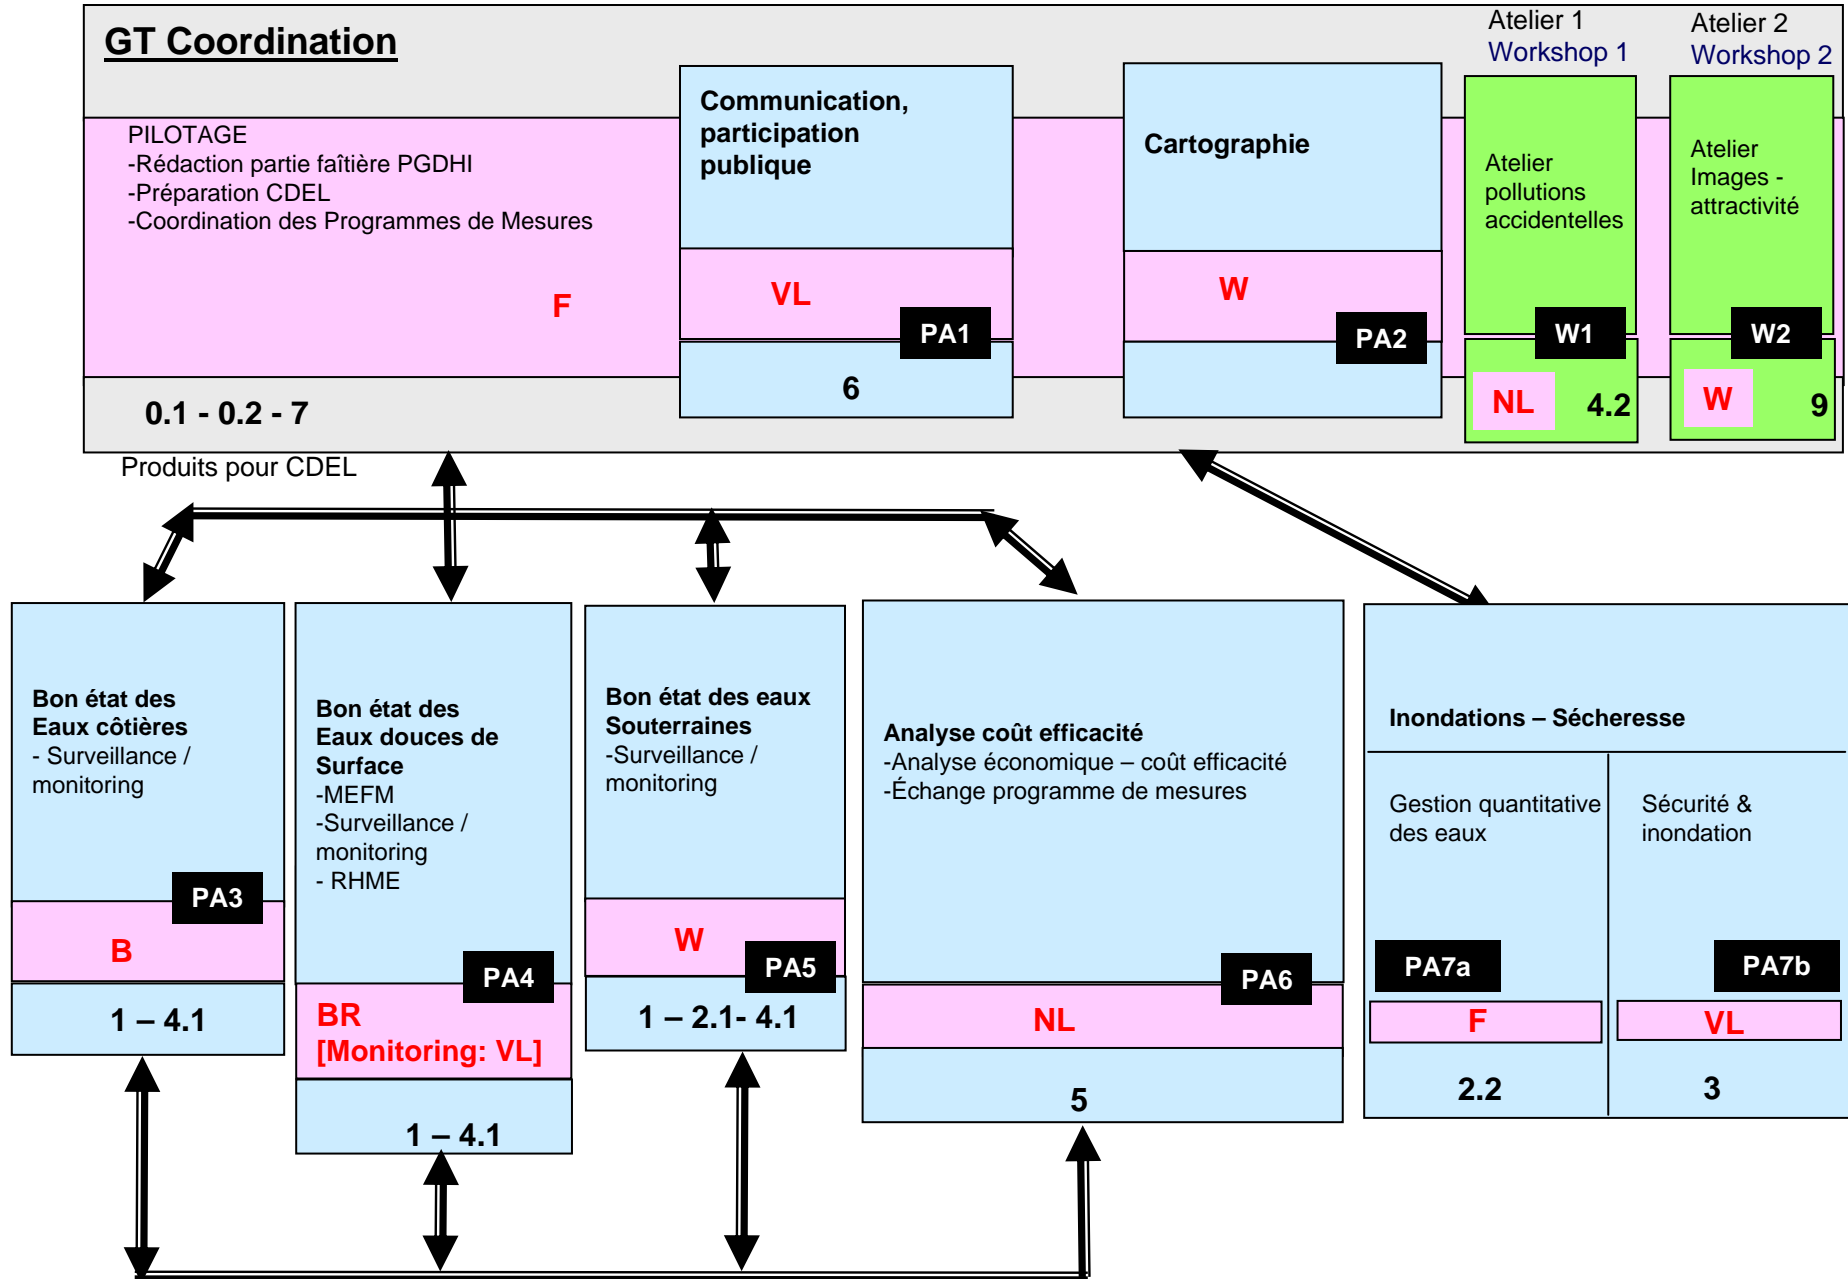 GT Coordination
Atelier 1
Workshop 1
Atelier 2
Workshop 2
PILOTAGE
-Rédaction partie faîtière PGDHI
-Préparation CDEL
-Coordination des Programmes de Mesures
F
0.1 - 0.2 - 7
Communication,
participation
publique
VL
PA1
6
Cartographie
W
PA2
Atelier
pollutions
accidentelles
W1
NL 4.2
Atelier
Images -
attractivité
W2
W 9
Produits pour CDEL
Bon état des
Eaux côtières
- Surveillance /
monitoring
PA3
B
1 – 4.1
Bon état des
Eaux douces de
Surface
-MEFM
-Surveillance /
monitoring
- RHME
PA4
BR
[Monitoring: VL]
1 – 4.1
Bon état des eaux
Souterraines
-Surveillance /
monitoring
W
PA5
1 – 2.1- 4.1
Analyse coût efficacité
-Analyse économique – coût efficacité
-Échange programme de mesures
PA6
NL
5
Inondations – Sécheresse
Gestion quantitative
des eaux
PA7a
F
2.2
Sécurité &
inondation
PA7b
VL
3